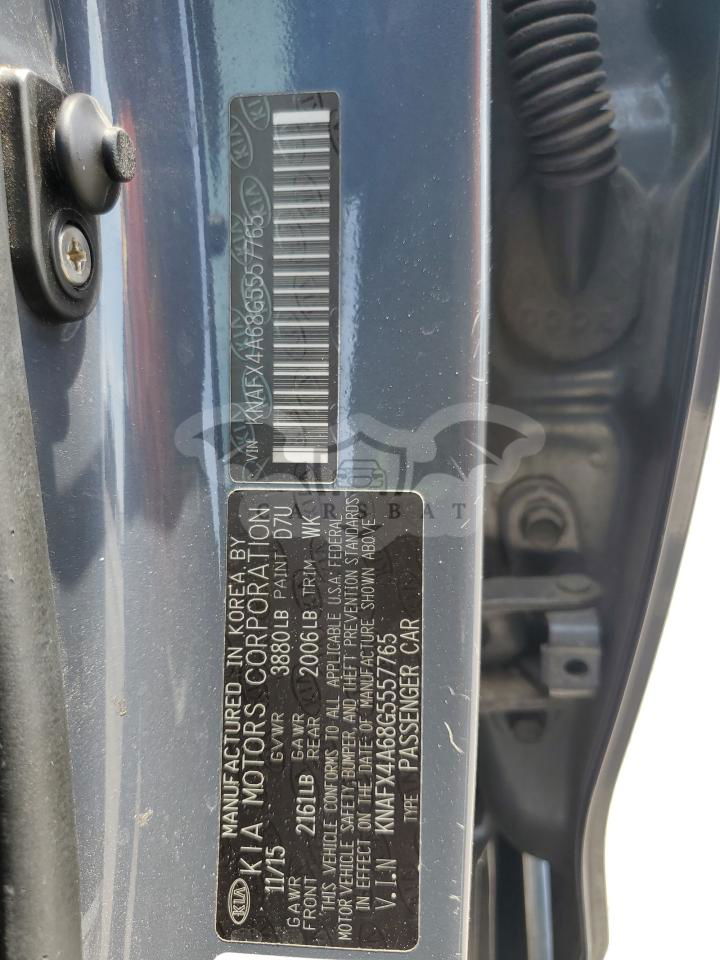 VIN KNAFX4A68G5557765
MANUFACTURED IN KOREA BY
KIA KIA MOTORS CORPORATION
11/15 GVWR 3880LB PAINT D7U
GAWR FRONT 2161LB GAWR REAR 2006LB TRIM WK
THIS VEHICLE CONFORMS TO ALL APPLICABLE U.S.A. FEDERAL
MOTOR VEHICLE SAFETY, BUMPER, AND THEFT PREVENTION STANDARDS
IN EFFECT ON THE DATE OF MANUFACTURE SHOWN ABOVE
V.I.N KNAFX4A68G5557765
TYPE PASSENGER CAR
CARSBAT